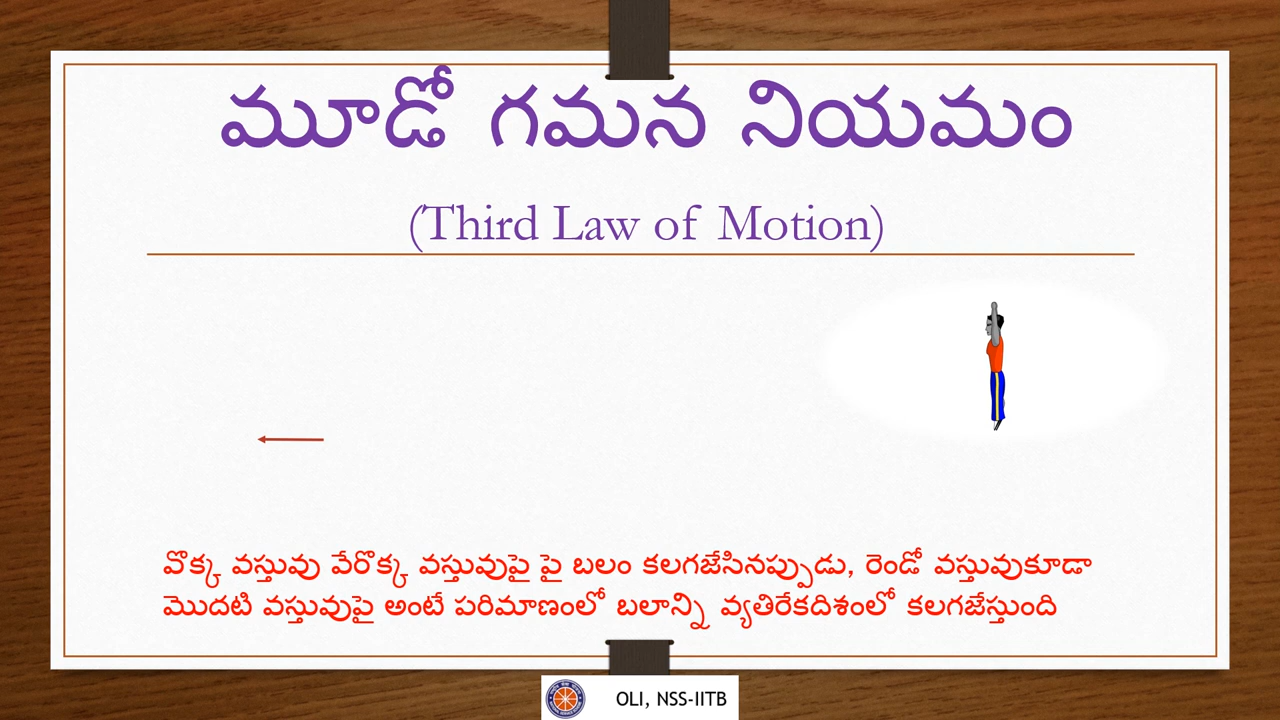 మూడో గమన నియమం
(Third Law of Motion)
వొక్క వస్తువు వేరొక్క వస్తువుపై పై బలం కలగజేసినప్పుడు, రెండో వస్తువుకూడా
మొదటి వస్తువుపై అంటే పరిమాణంలో బలాన్ని వ్యతిరేకదిశంలో కలగజేస్తుంది
OLI, NSS-IITB